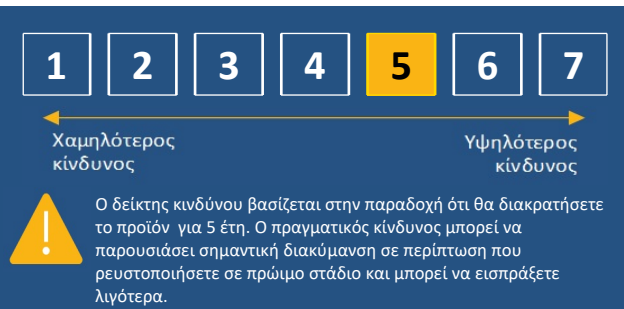 1 2 3 4 5 6 7
Χαμηλότερος Υψηλότερος
κίνδυνος κίνδυνος
Ο δείκτης κινδύνου βασίζεται στην παραδοχή ότι θα διακρατήσετε
το προϊόν για 5 έτη. Ο πραγματικός κίνδυνος μπορεί να
παρουσιάσει σημαντική διακύμανση σε περίπτωση που
ρευστοποιήσετε σε πρώιμο στάδιο και μπορεί να εισπράξετε
λιγότερα.